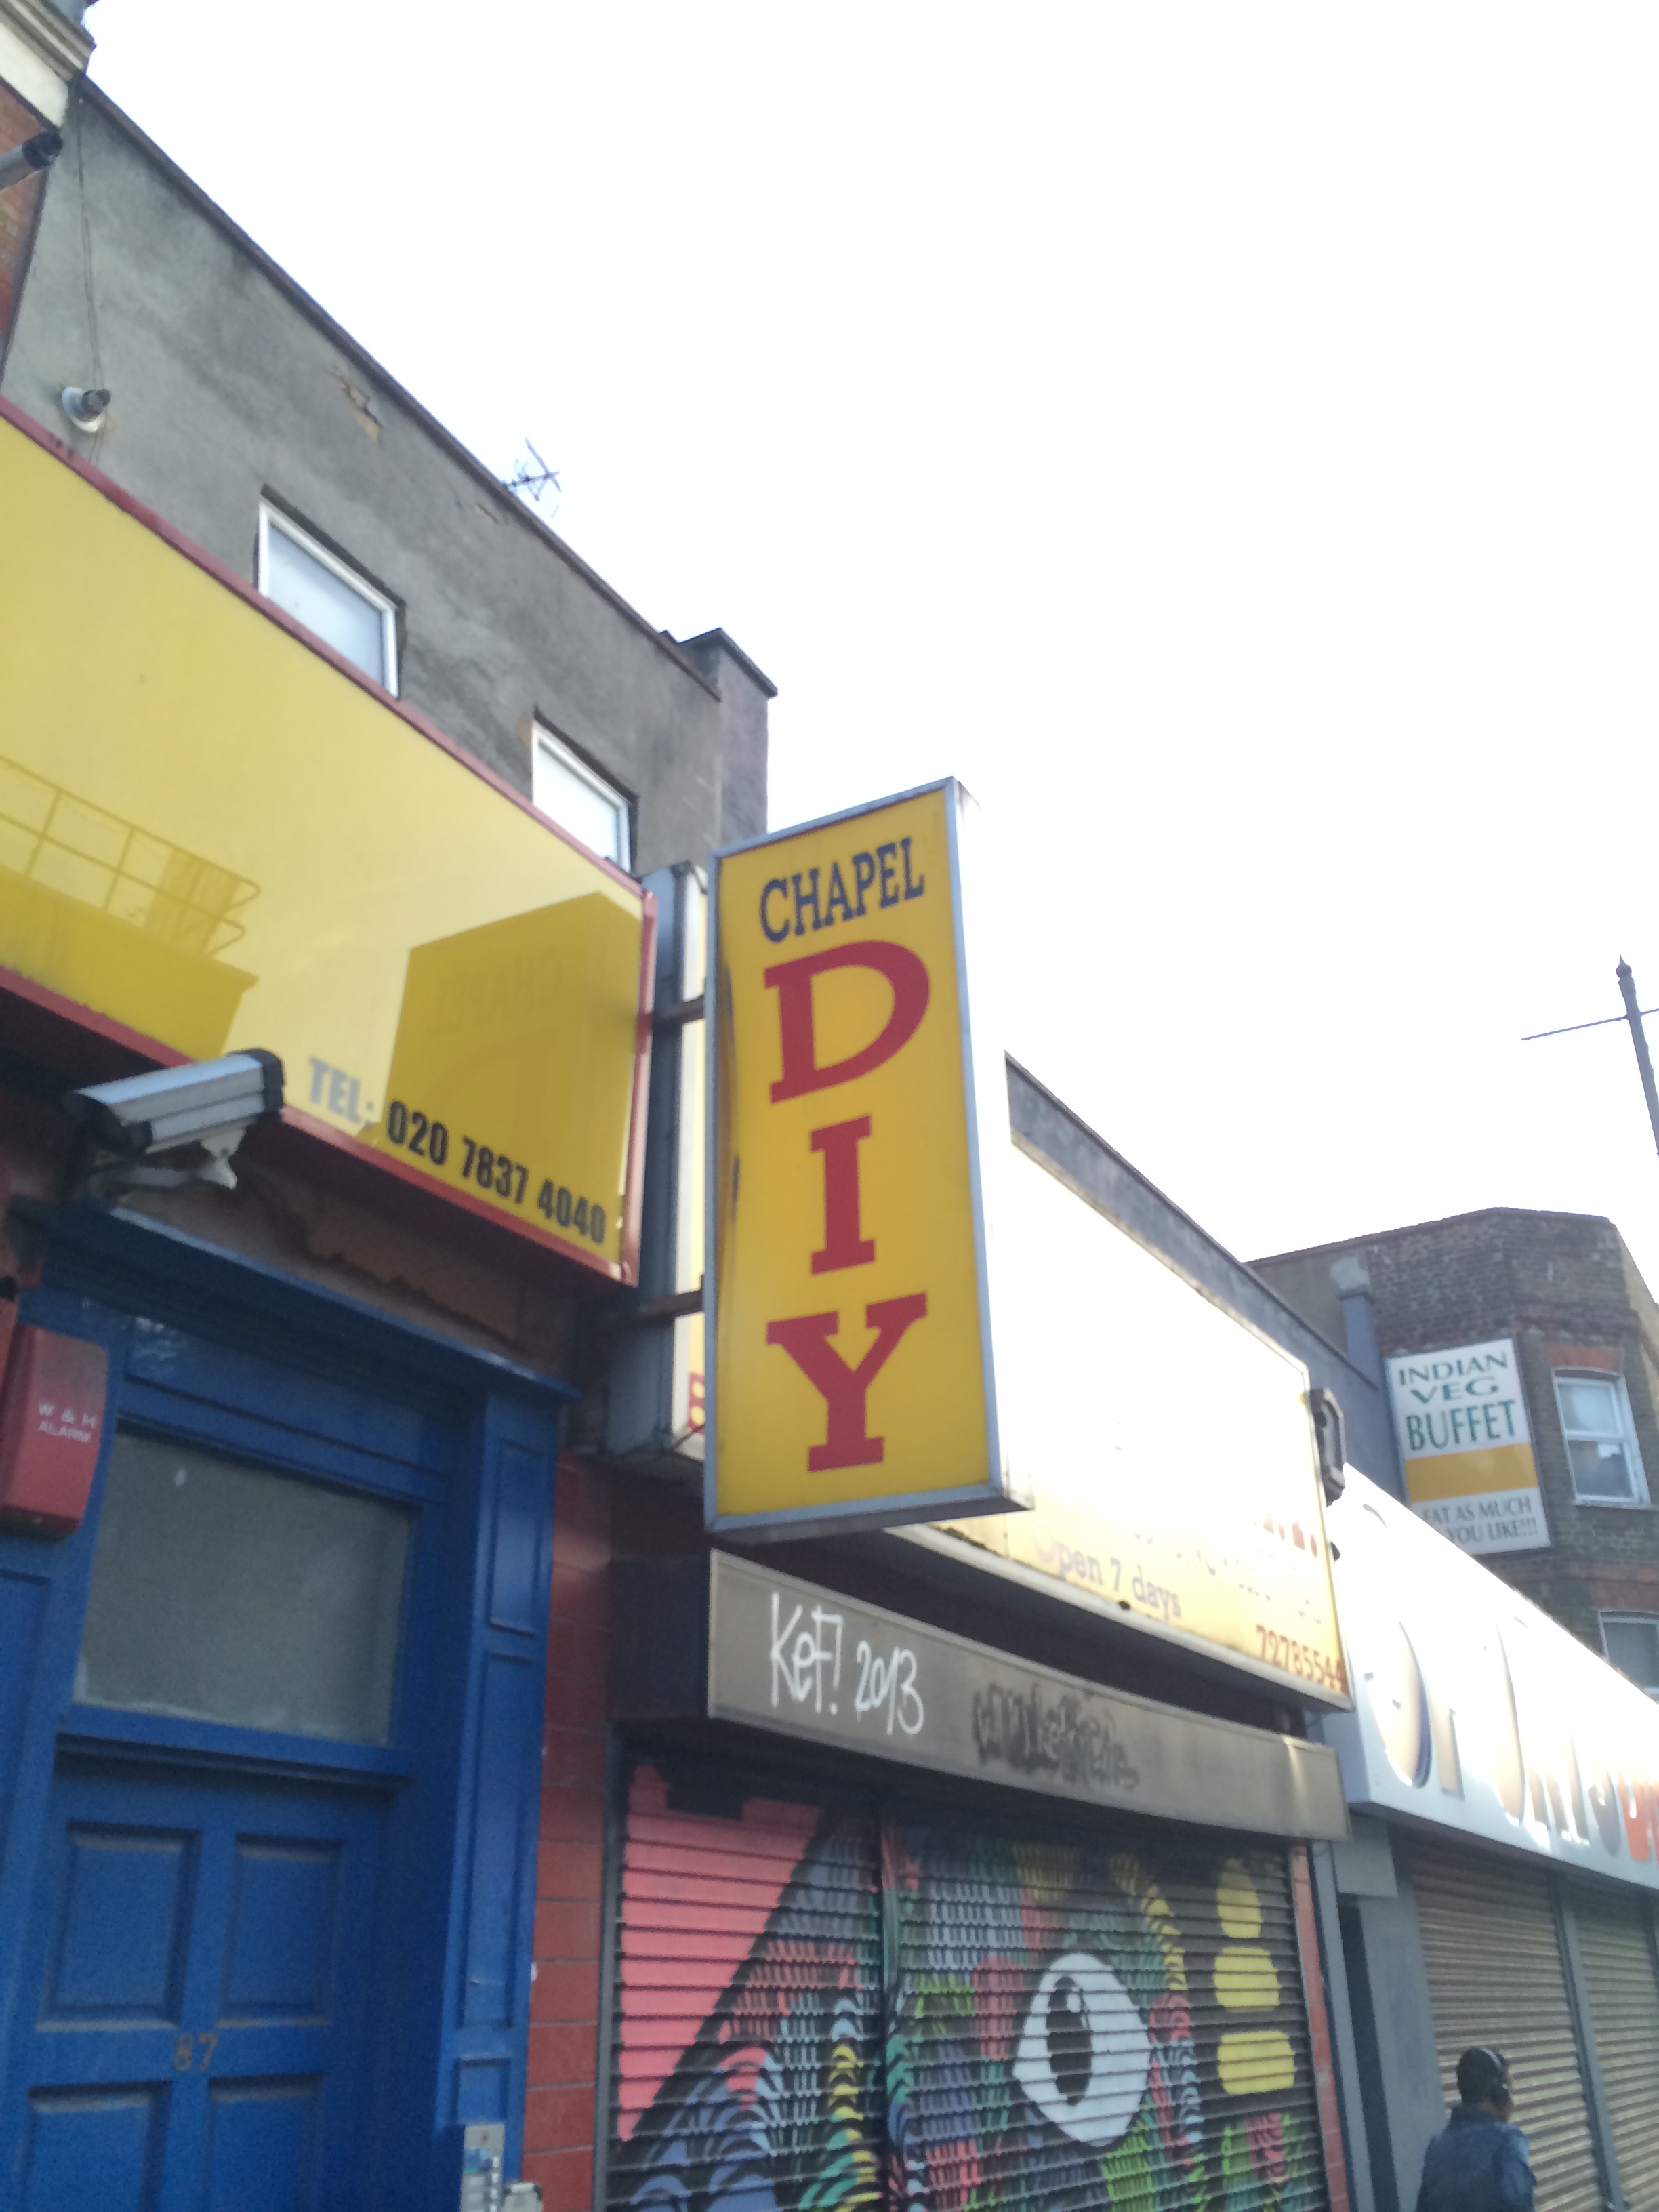 CHAPEL
D
I
Y
TEL: 020 7837 4040
W & H
ALARM
87
INDIAN
VEG
BUFFET
EAT AS MUCH
YOU LIKE!!!
Open 7 days
72785544
KeF! 2013